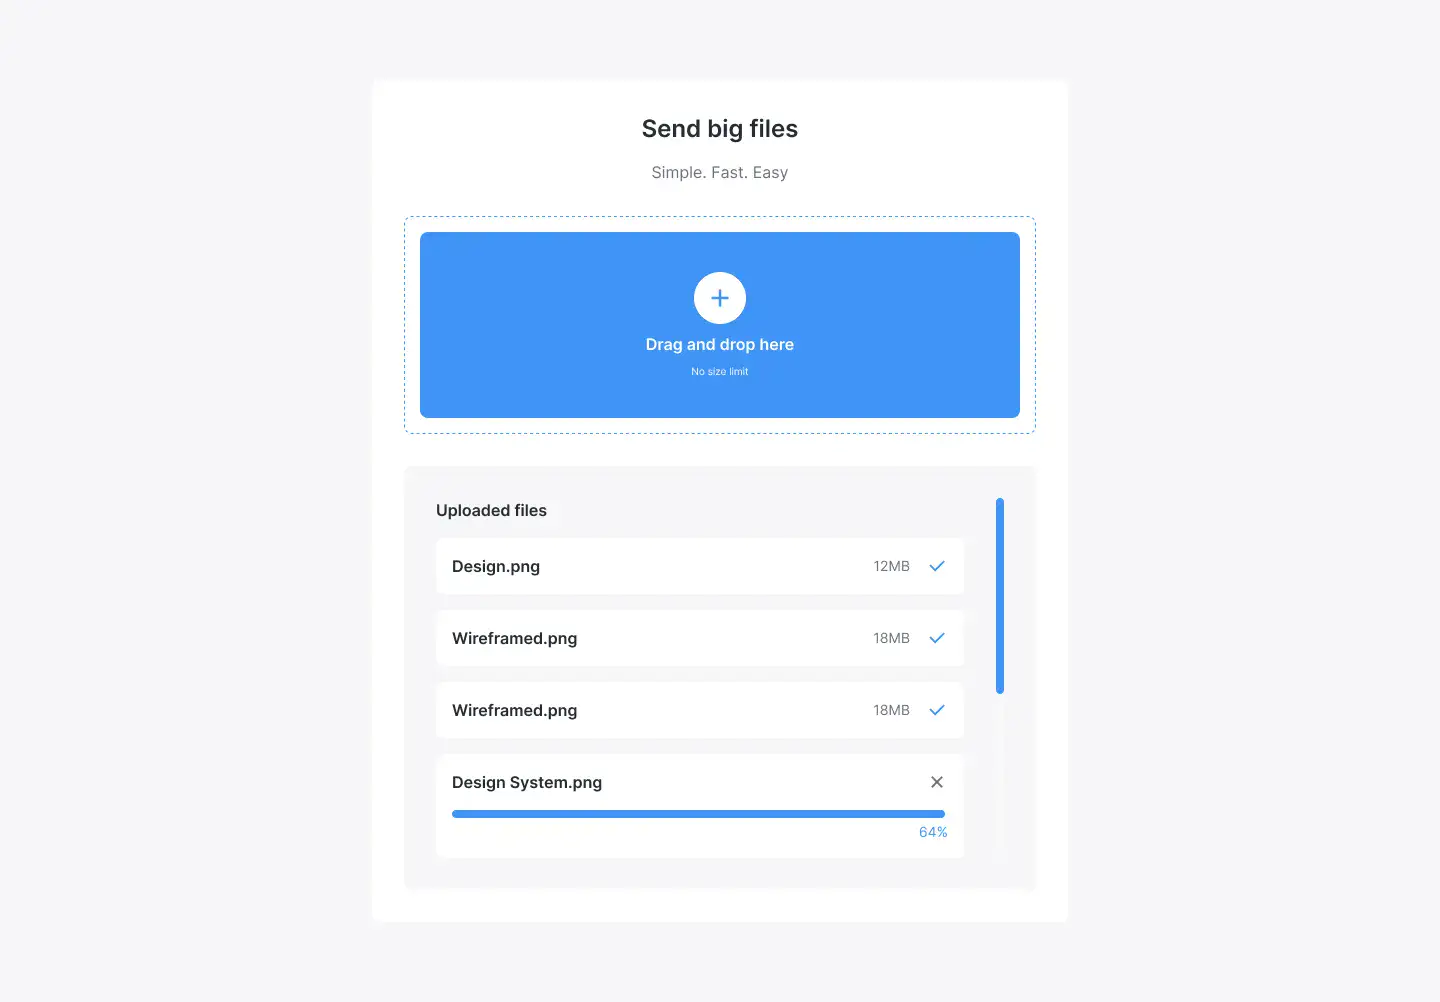 Send big files
Simple. Fast. Easy
Drag and drop here
No size limit
Uploaded files
Design.png 12MB
Wireframed.png 18MB
Wireframed.png 18MB
Design System.png
64%